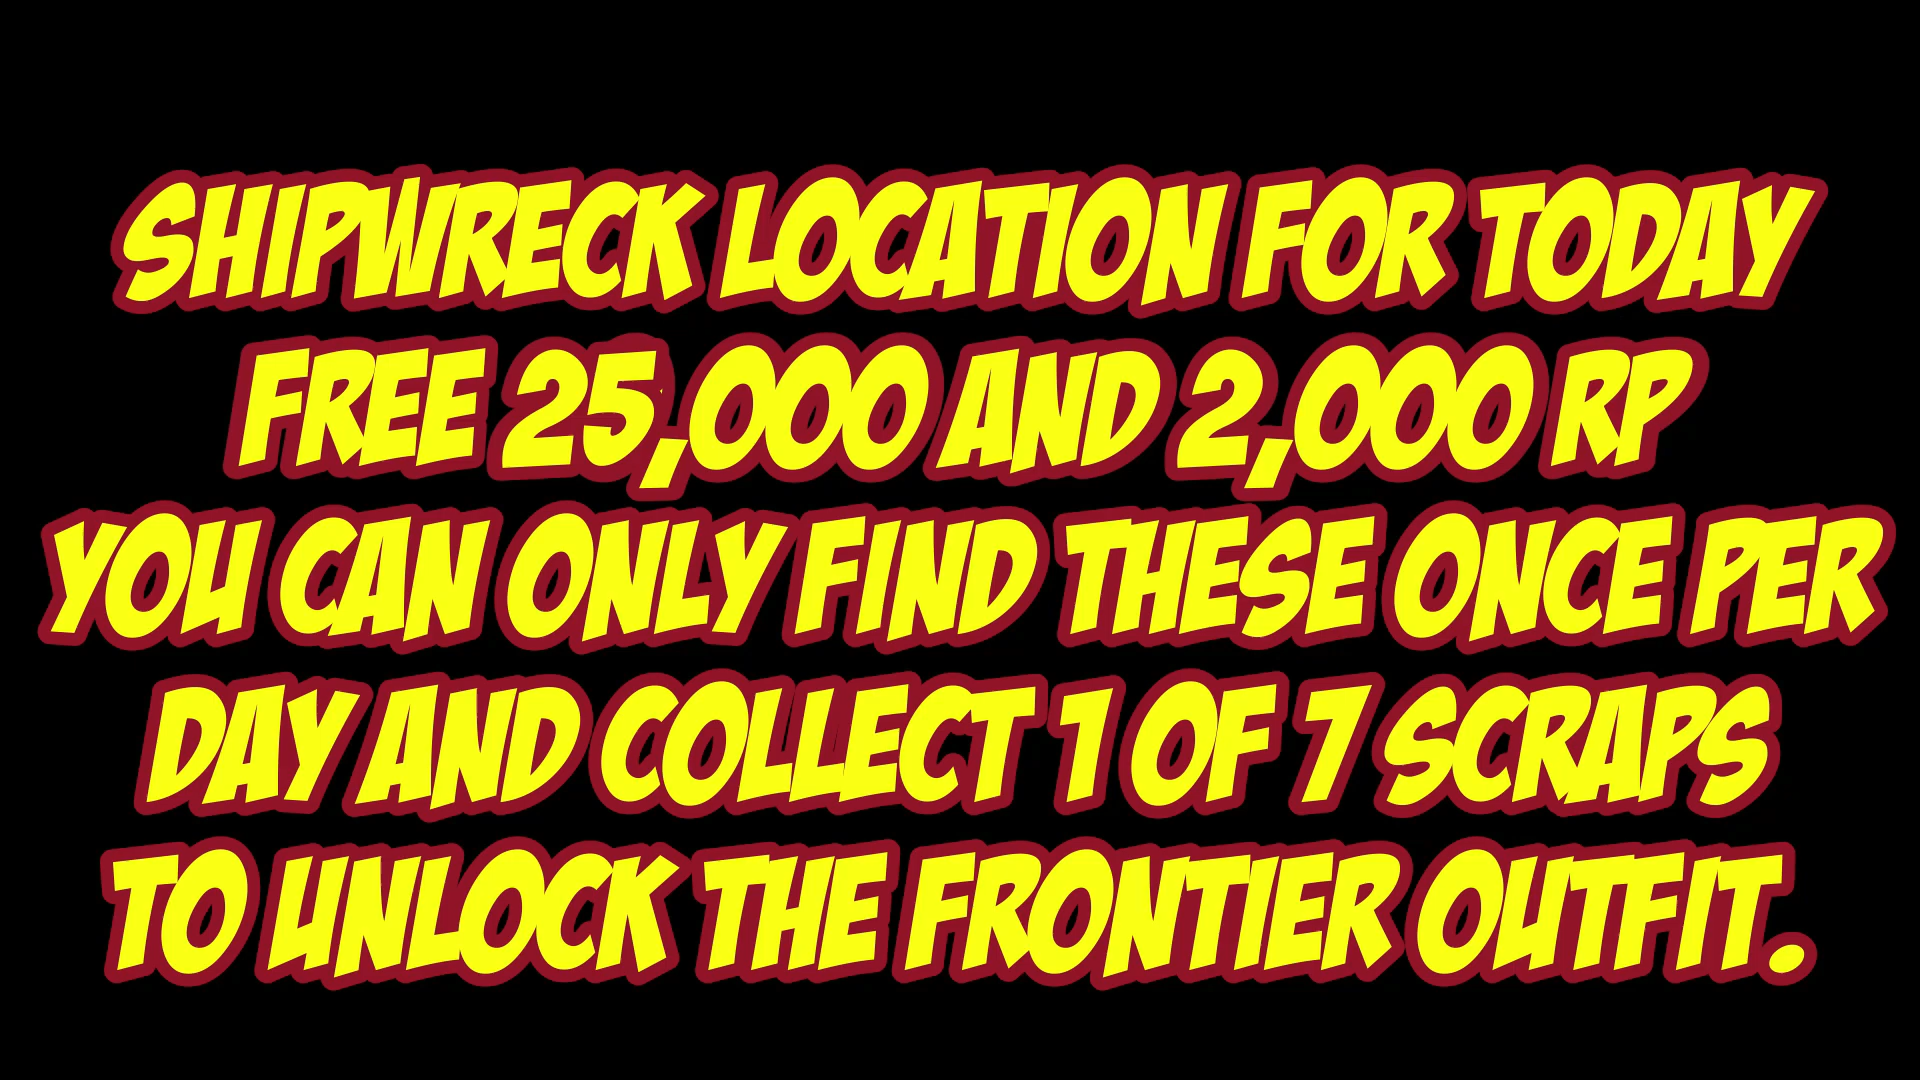 SHIPWRECK LOCATION FOR TODAY
FREE 25,000 AND 2,000 RP
YOU CAN ONLY FIND THESE ONCE PER
DAY AND COLLECT 1 OF 7 SCRAPS
TO UNLOCK THE FRONTIER OUTFIT.